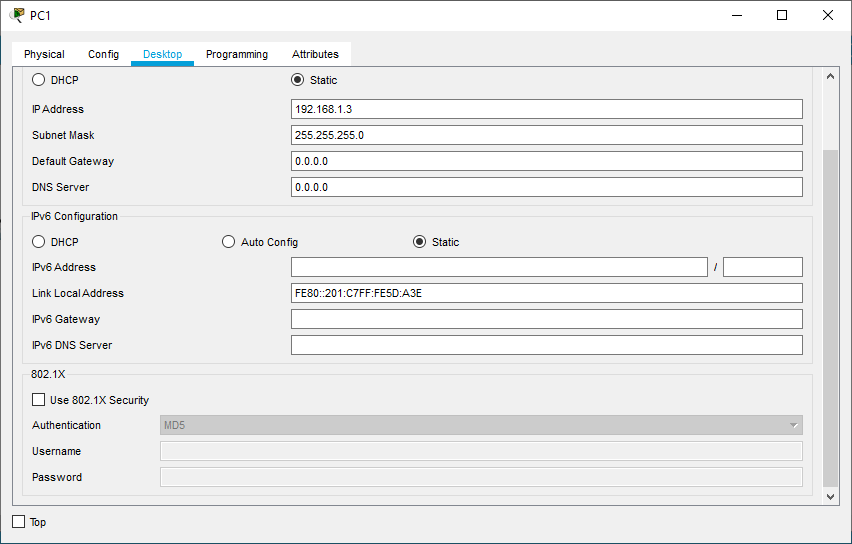 PC1
Physical Config Desktop Programming Attributes
DHCP Static
IP Address 192.168.1.3
Subnet Mask 255.255.255.0
Default Gateway 0.0.0.0
DNS Server 0.0.0.0
IPv6 Configuration
DHCP Auto Config Static
IPv6 Address /
Link Local Address FE80::201:C7FF:FE5D:A3E
IPv6 Gateway
IPv6 DNS Server
802.1X
Use 802.1X Security
Authentication MD5
Username
Password
Top